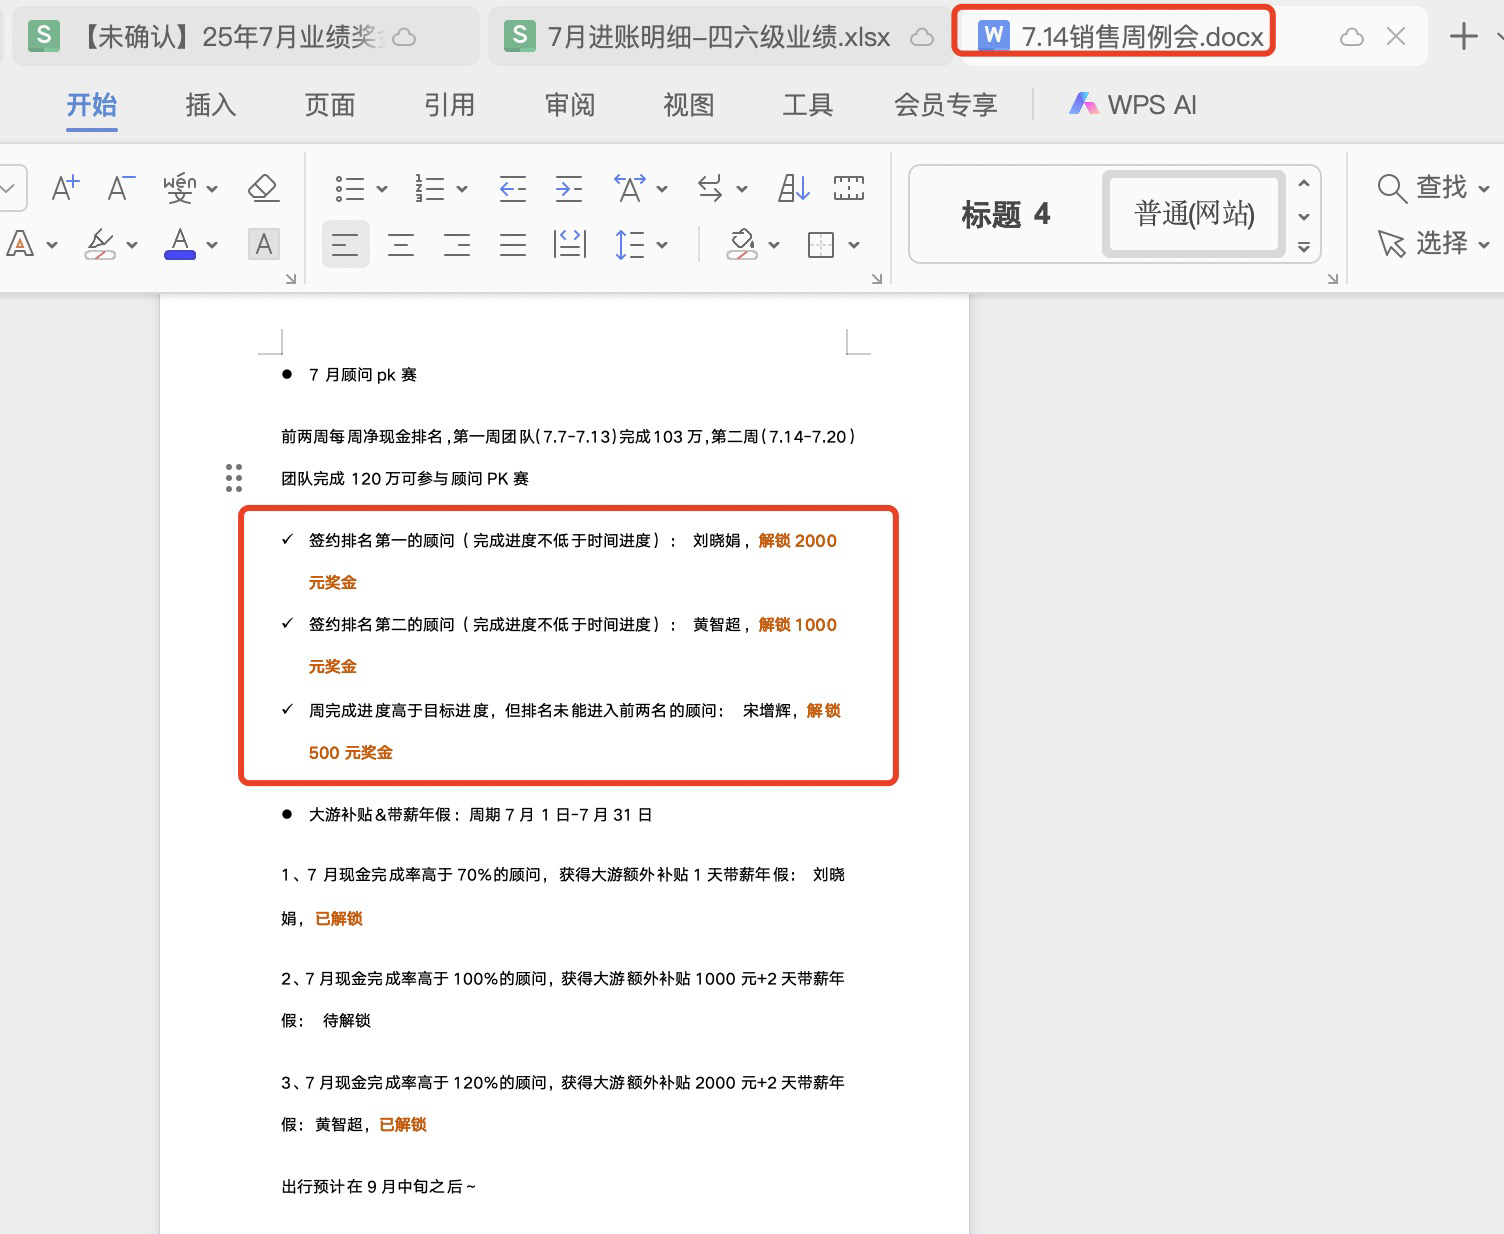 【未确认】25年7月业绩奖
7月进账明细-四六级业绩.xlsx
7.14销售周例会.docx
开始 插入 页面 引用 审阅 视图 工具 会员专享 WPS AI
标题 4
普通(网站)
查找
选择
● 7 月顾问 pk 赛
前两周每周净现金排名,第一周团队(7.7-7.13)完成103 万,第二周(7.14-7.20)
团队完成 120 万可参与顾问 PK 赛
✓ 签约排名第一的顾问（完成进度不低于时间进度）： 刘晓娟，解锁 2000
元奖金
✓ 签约排名第二的顾问（完成进度不低于时间进度）： 黄智超，解锁 1000
元奖金
✓ 周完成进度高于目标进度，但排名未能进入前两名的顾问： 宋增辉，解锁
500 元奖金
● 大游补贴&带薪年假：周期 7 月 1 日-7 月 31 日
1、7 月现金完成率高于 70%的顾问，获得大游额外补贴 1 天带薪年假： 刘晓
娟，已解锁
2、7 月现金完成率高于 100%的顾问，获得大游额外补贴 1000 元+2 天带薪年
假： 待解锁
3、7 月现金完成率高于 120%的顾问，获得大游额外补贴 2000 元+2 天带薪年
假：黄智超，已解锁
出行预计在 9 月中旬之后~